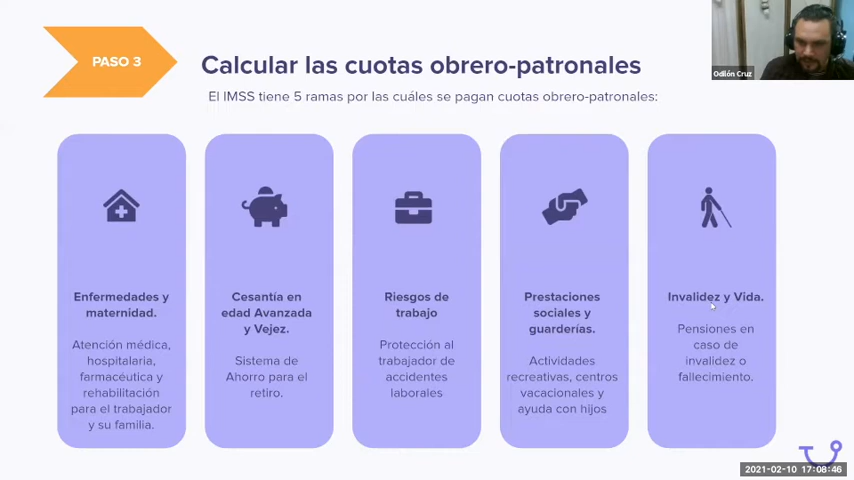 PASO 3
Calcular las cuotas obrero-patronales
El IMSS tiene 5 ramas por las cuáles se pagan cuotas obrero-patronales:
Odilón Cruz
Enfermedades y
maternidad.
Atención médica,
hospitalaria,
farmacéutica y
rehabilitación
para el trabajador
y su familia.
Cesantía en
edad Avanzada
y Vejez.
Sistema de
Ahorro para el
retiro.
Riesgos de
trabajo
Protección al
trabajador de
accidentes
laborales
Prestaciones
sociales y
guarderías.
Actividades
recreativas, centros
vacacionales y
ayuda con hijos
Invalidez y Vida.
Pensiones en
caso de
invalidez o
fallecimiento.
2021-02-10 17:08:46